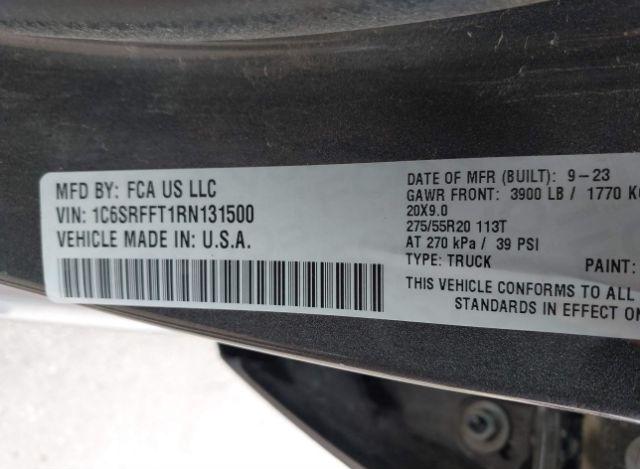 MFD BY: FCA US LLC
VIN: 1C6SRFFT1RN131500
VEHICLE MADE IN: U.S.A.
DATE OF MFR (BUILT): 9-23
GAWR FRONT: 3900 LB / 1770 KG
20X9.0
275/55R20 113T
AT 270 kPa / 39 PSI
TYPE: TRUCK PAINT:
THIS VEHICLE CONFORMS TO ALL
STANDARDS IN EFFECT ON